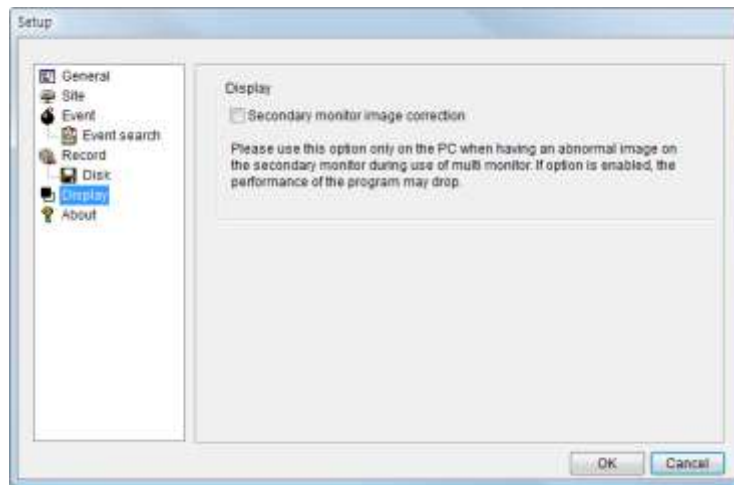 Setup
General
Site
Event
Event search
Record
Disk
Display
About
Display
Secondary monitor image correction
Please use this option only on the PC when having an abnormal image on
the secondary monitor during use of multi monitor. If option is enabled, the
performance of the program may drop.
OK
Cancel